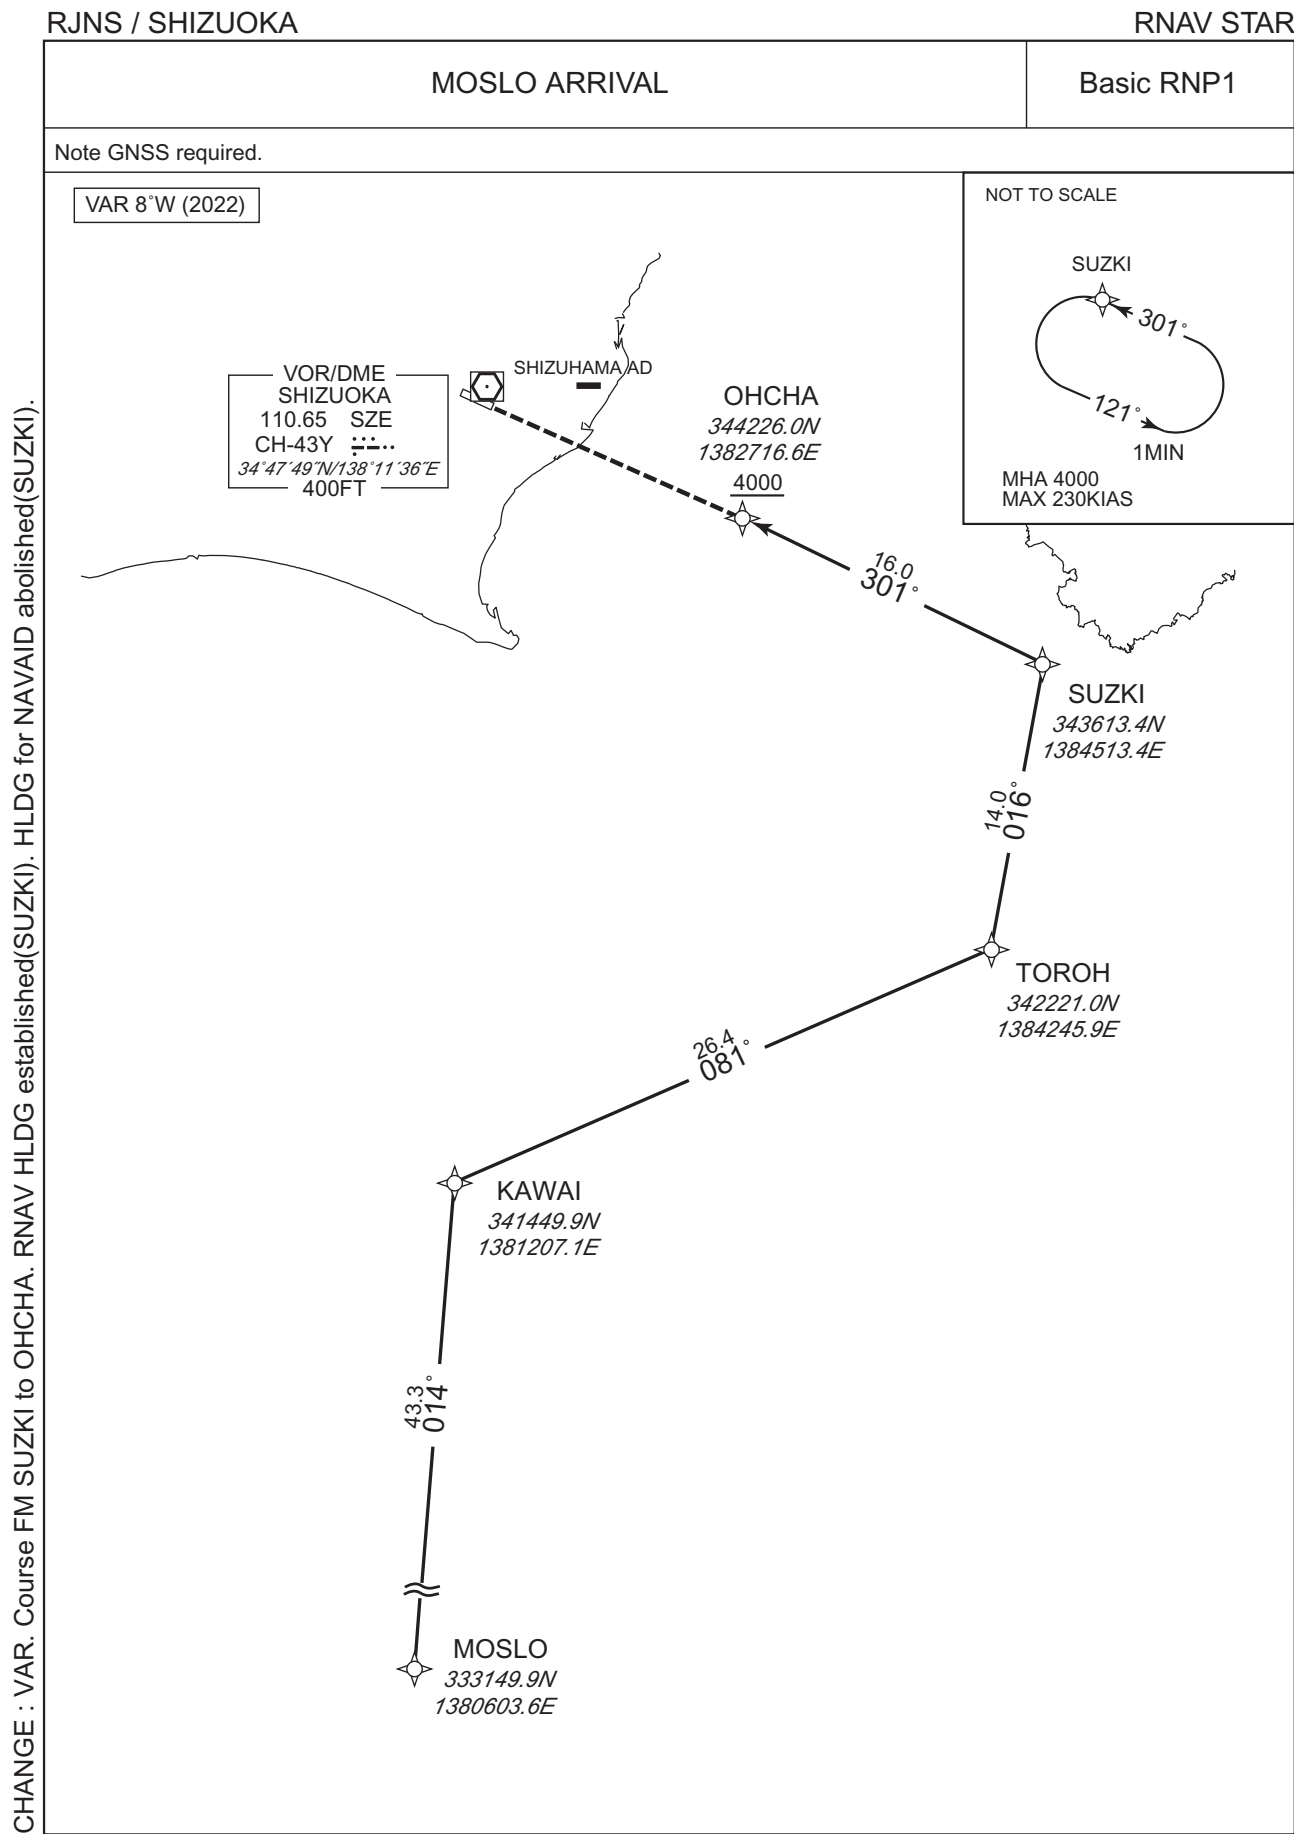 RJNS / SHIZUOKA
RNAV STAR
MOSLO ARRIVAL
Basic RNP1
Note GNSS required.
VAR 8°W (2022)
NOT TO SCALE
SUZKI
301°
121°
1MIN
MHA 4000
MAX 230KIAS
VOR/DME
SHIZUOKA
110.65 SZE
CH-43Y
34°47´49˝N/138°11´36˝E
400FT
SHIZUHAMA AD
OHCHA
344226.0N
1382716.6E
4000
16.0
301°
SUZKI
343613.4N
1384513.4E
14.0
016°
TOROH
342221.0N
1384245.9E
26.4
081°
KAWAI
341449.9N
1381207.1E
43.3
014°
MOSLO
333149.9N
1380603.6E
CHANGE : VAR. Course FM SUZKI to OHCHA. RNAV HLDG established(SUZKI). HLDG for NAVAID abolished(SUZKI).